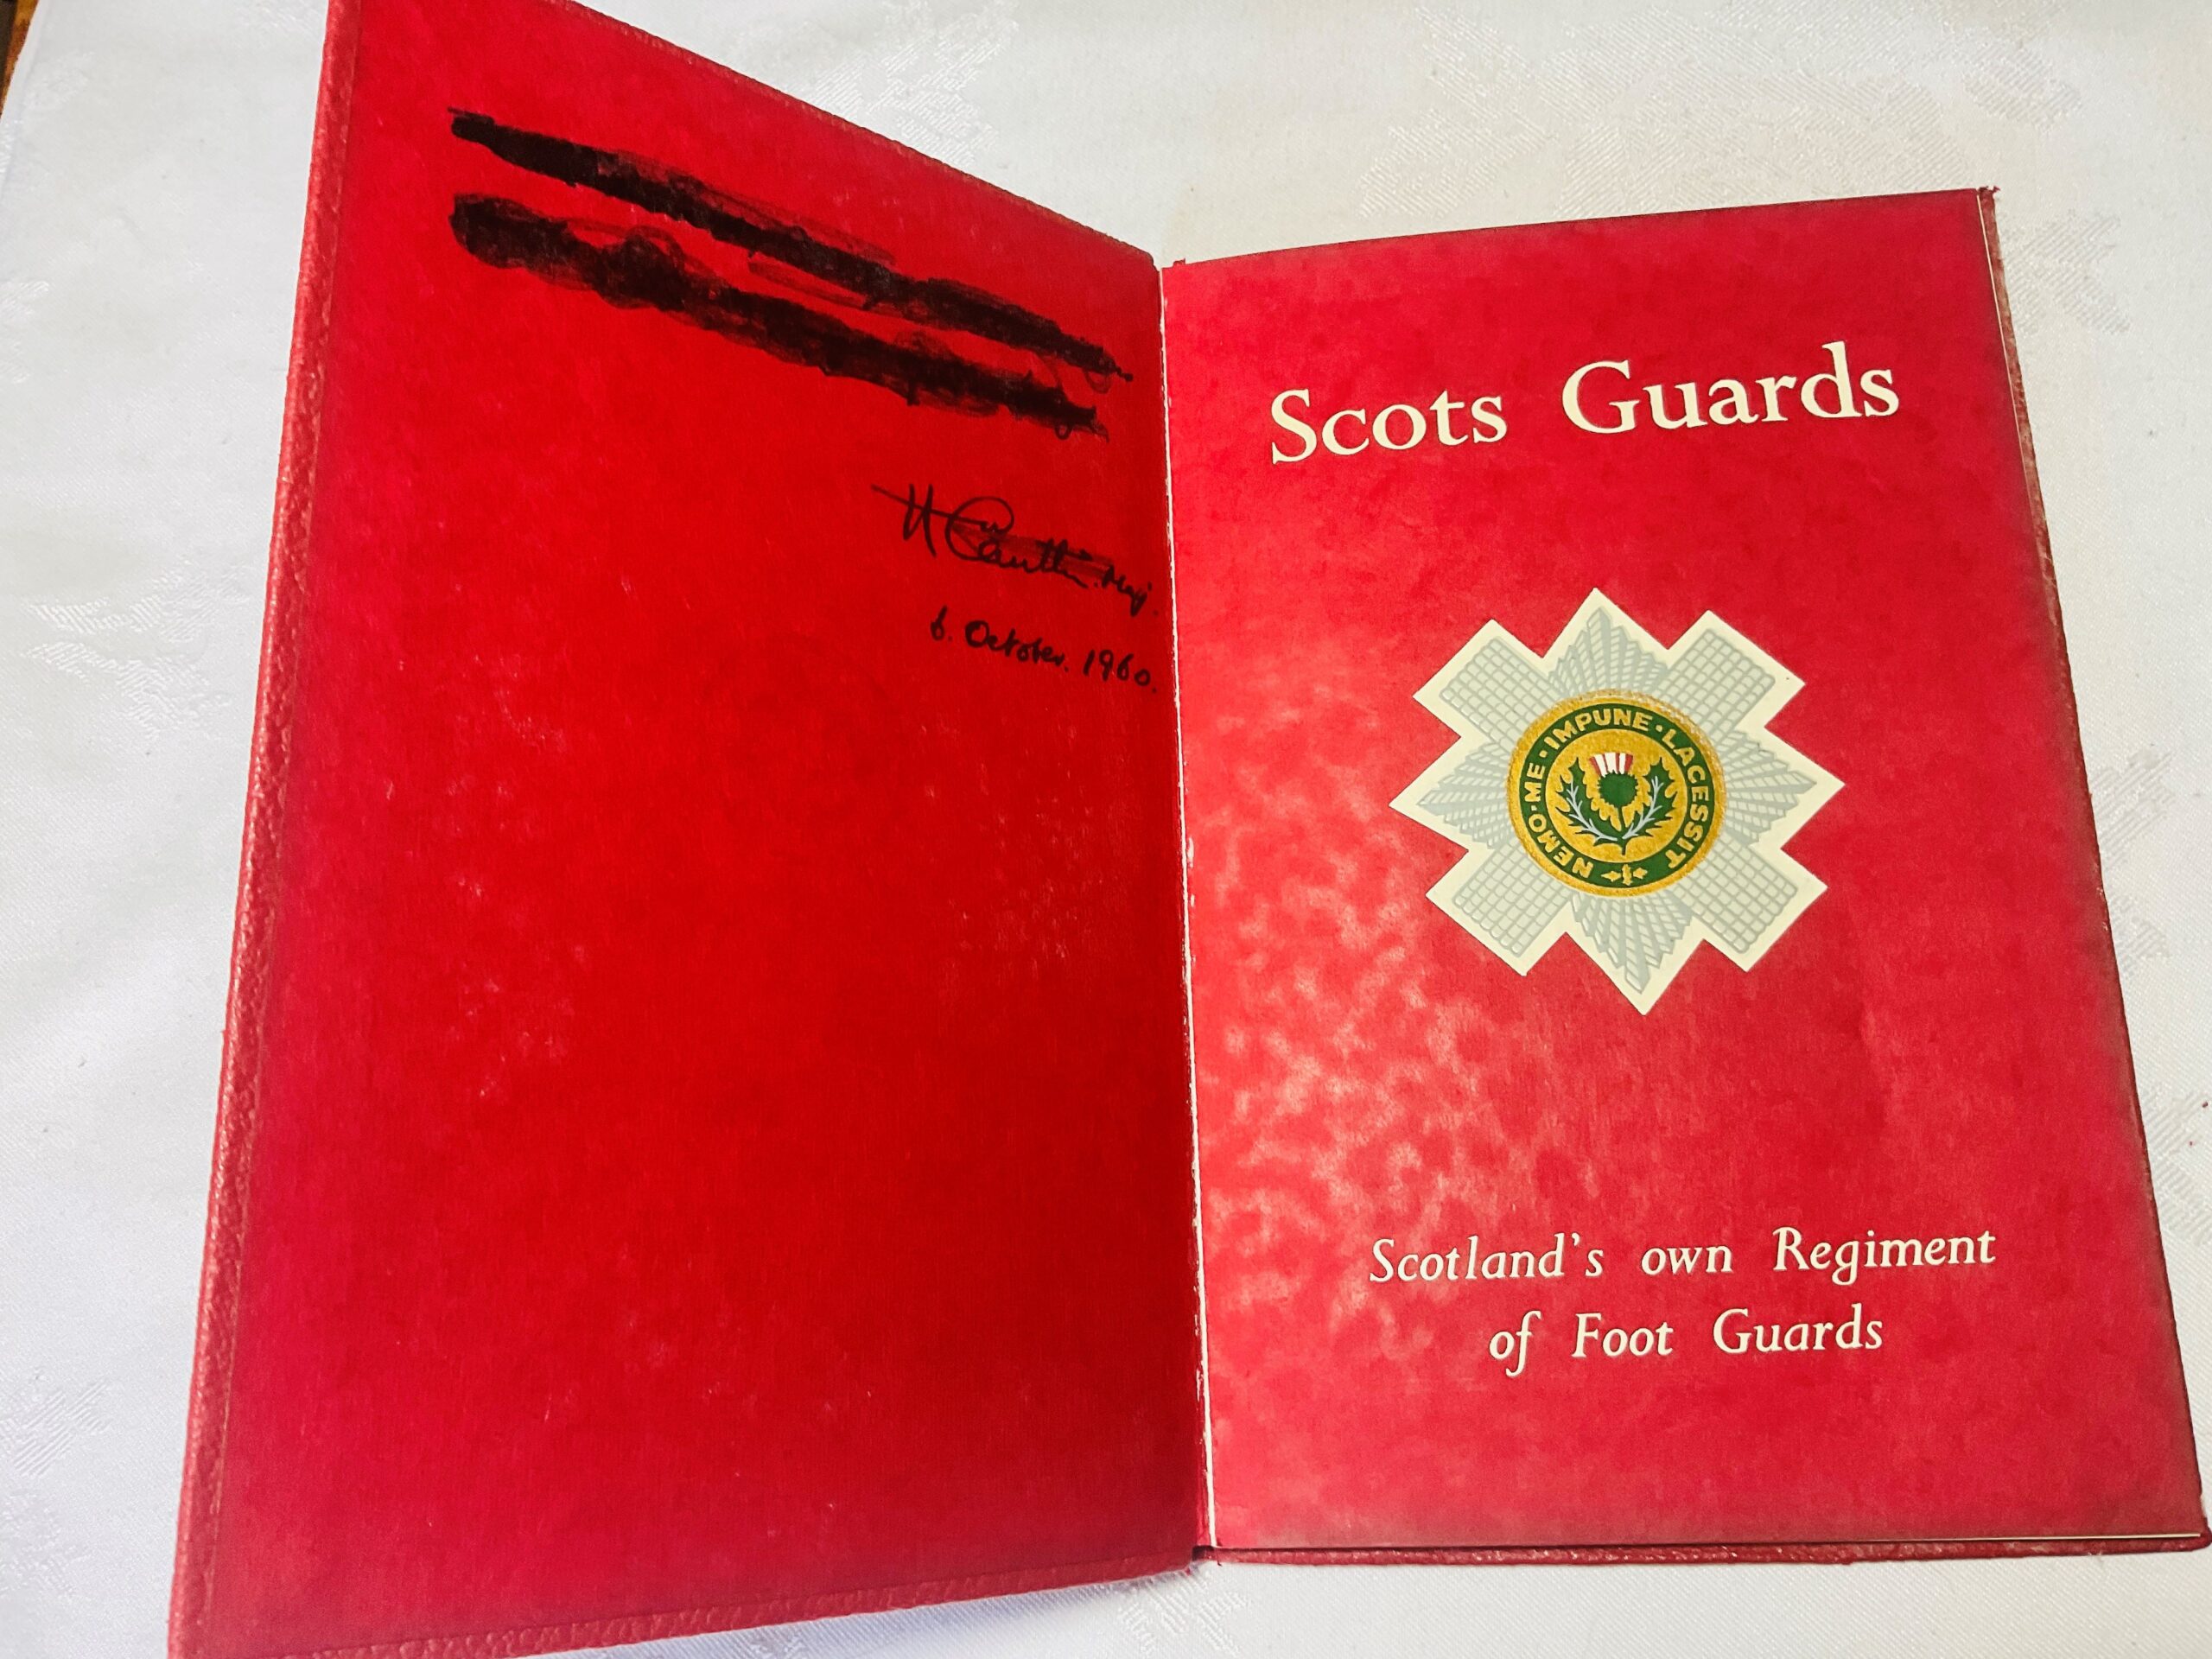 6. October. 1960.
Scots Guards
NEMO · ME · IMPUNE · LACESSIT
Scotland's own Regiment
of Foot Guards